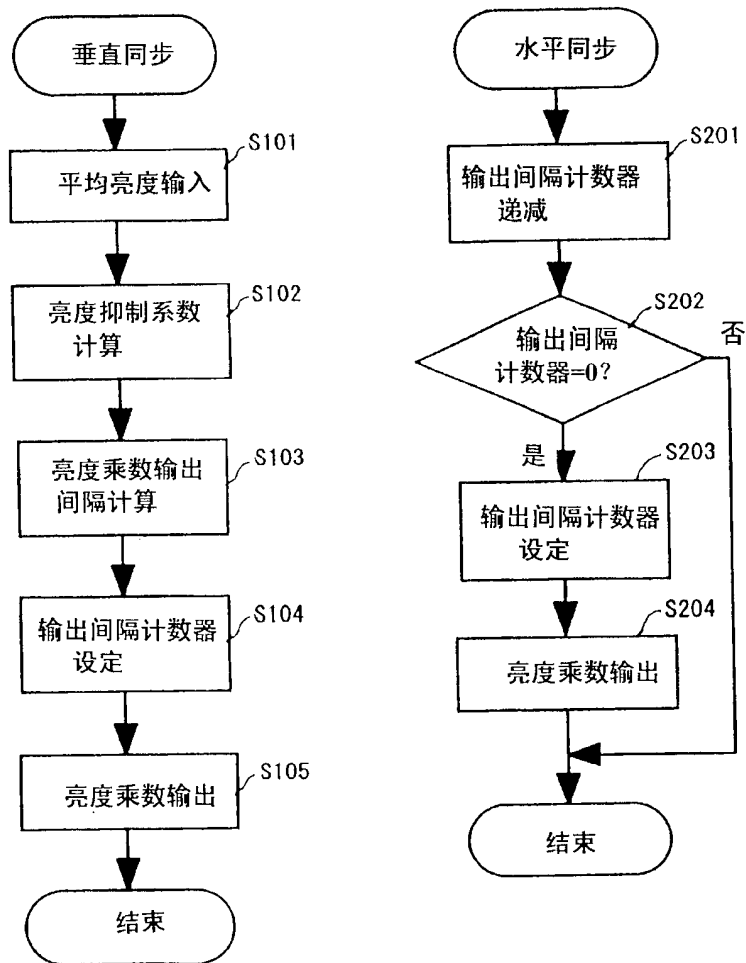 垂直同步
S101
平均亮度输入
S102
亮度抑制系数
计算
S103
亮度乘数输出
间隔计算
S104
输出间隔计数器
设定
S105
亮度乘数输出
结束
水平同步
S201
输出间隔计数器
递减
S202
输出间隔
计数器=0?
否
是
S203
输出间隔计数器
设定
S204
亮度乘数输出
结束